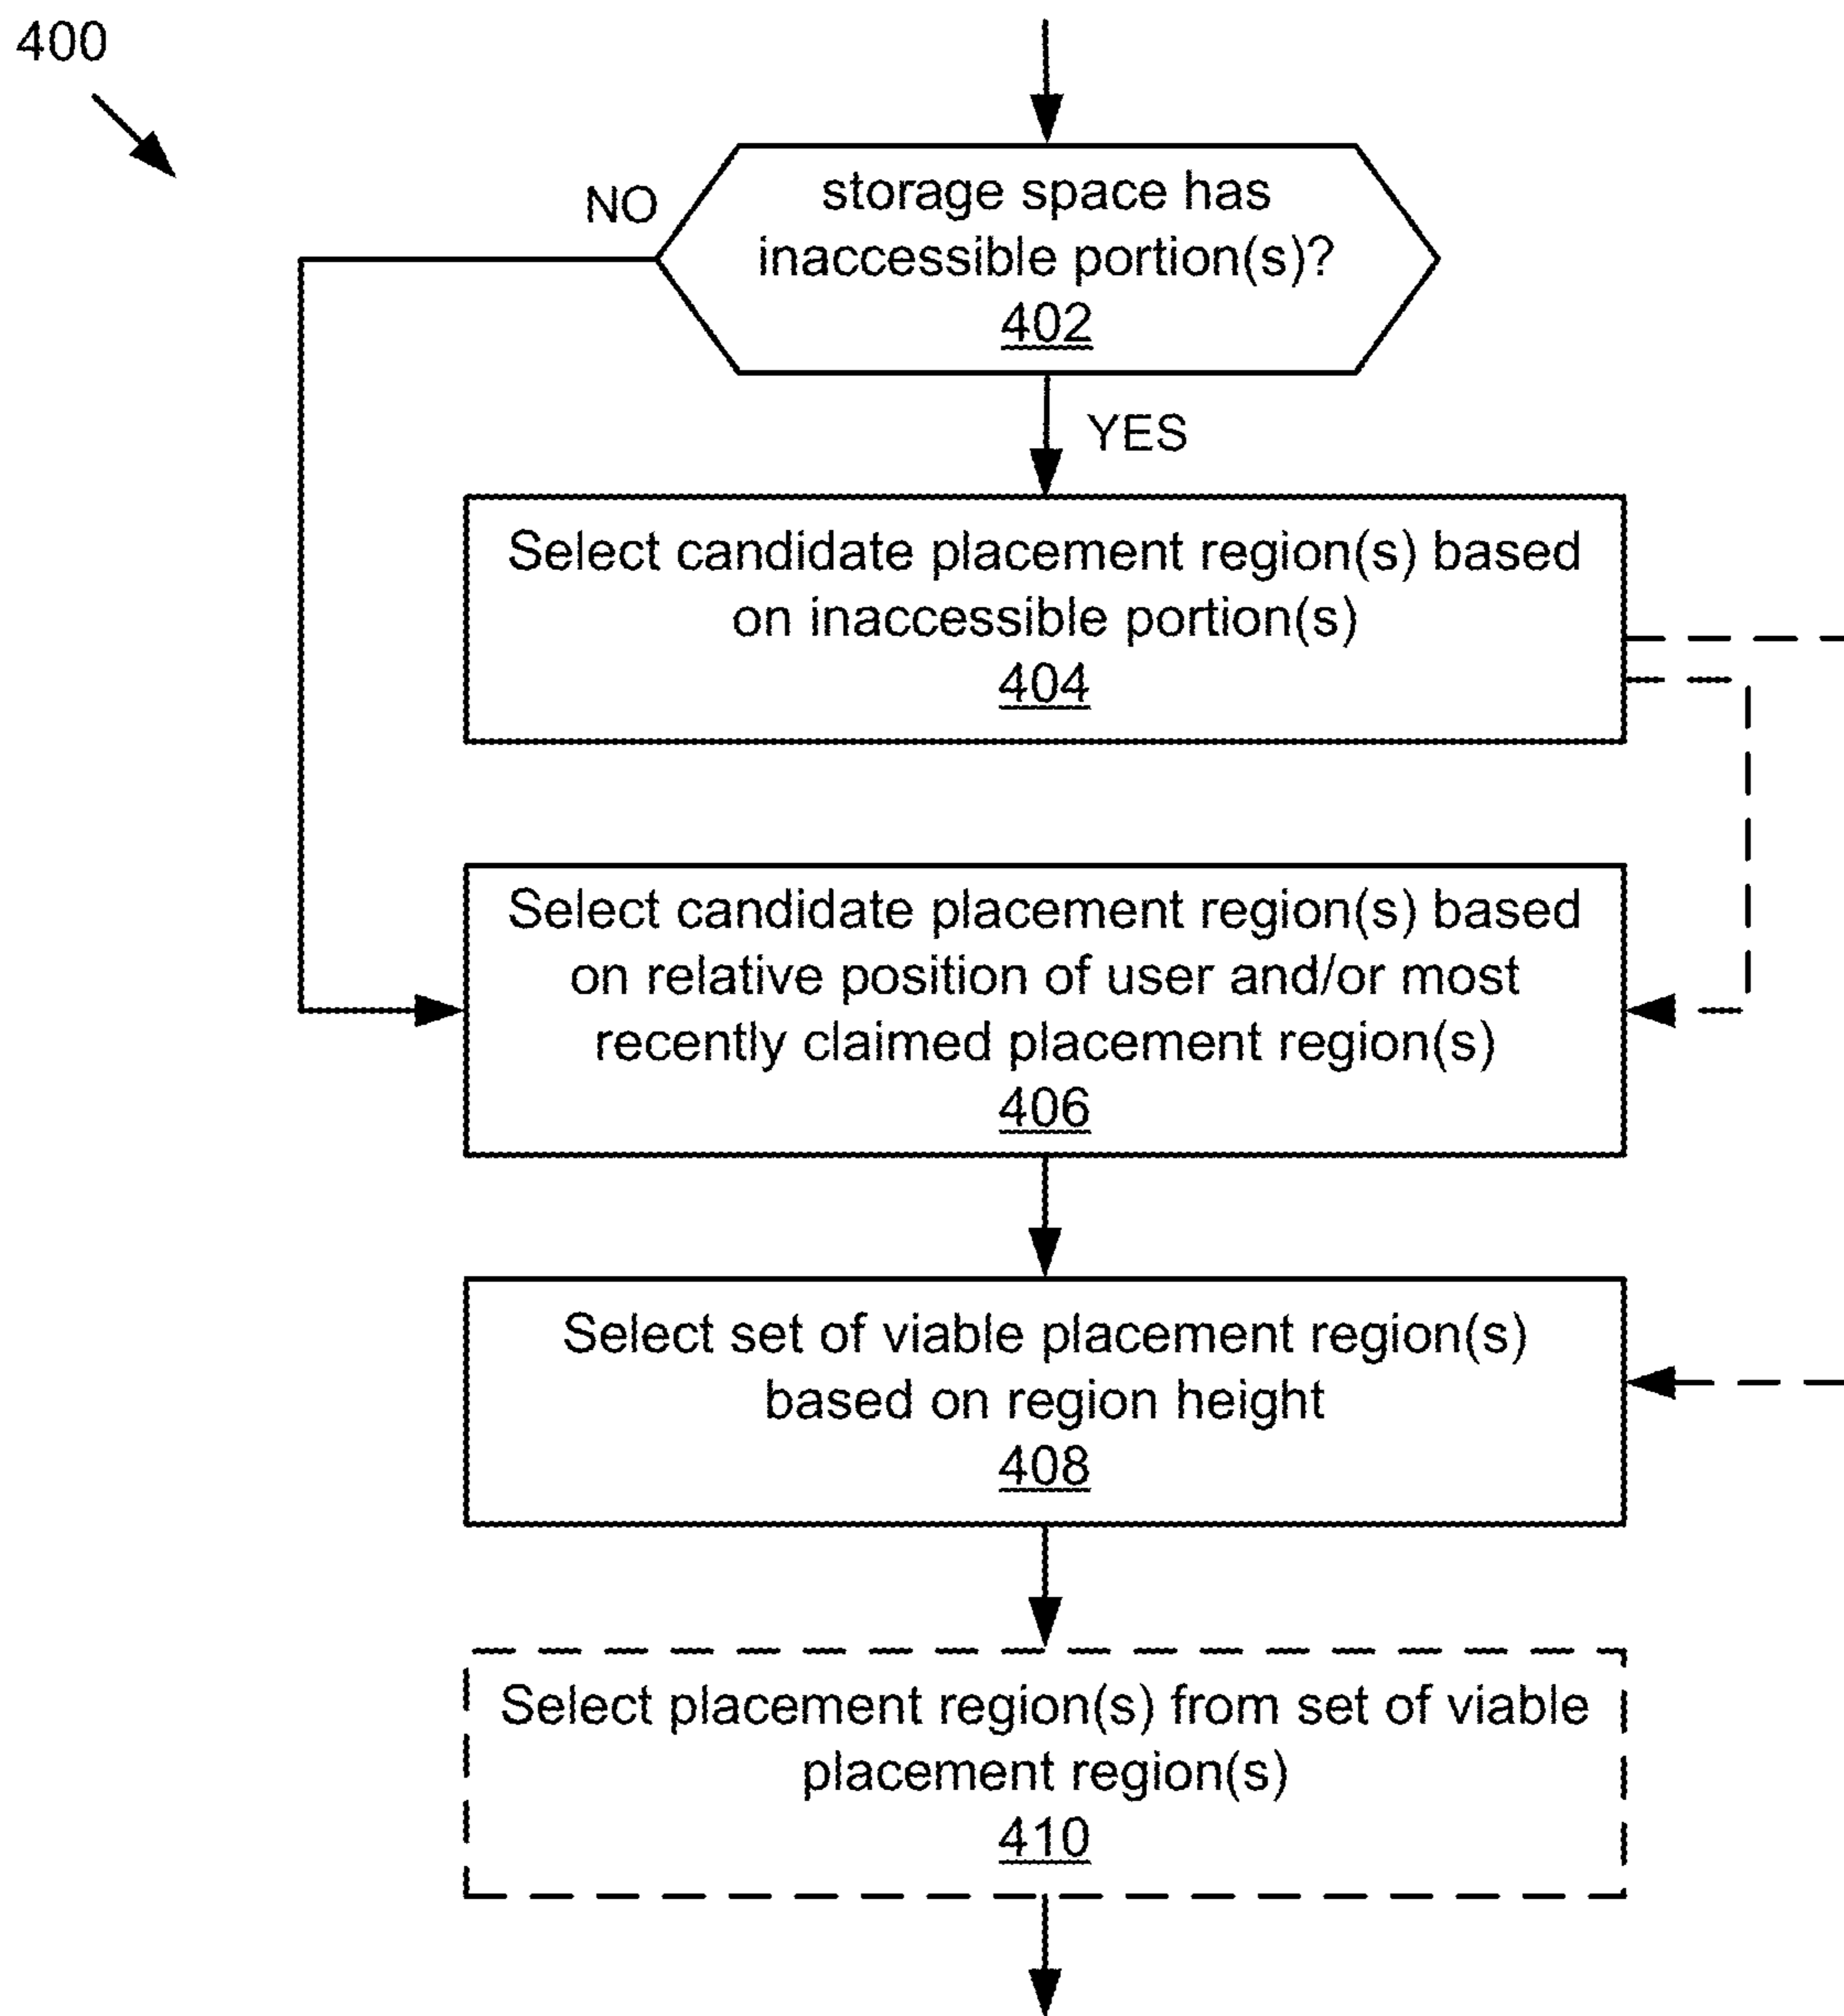 400
storage space has
inaccessible portion(s)?
402
NO
YES
Select candidate placement region(s) based
on inaccessible portion(s)
404
Select candidate placement region(s) based
on relative position of user and/or most
recently claimed placement region(s)
406
Select set of viable placement region(s)
based on region height
408
Select placement region(s) from set of viable
placement region(s)
410